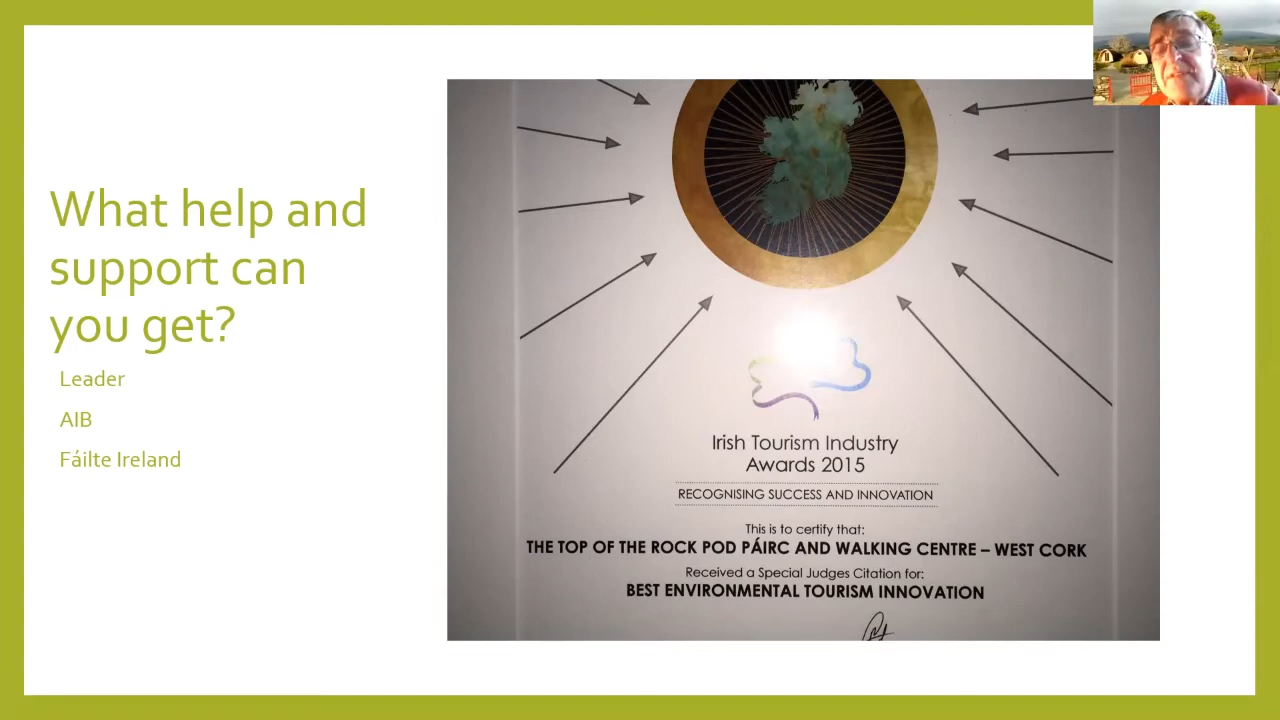 What help and
support can
you get?
Leader
AIB
Fáilte Ireland
Irish Tourism Industry
Awards 2015
RECOGNISING SUCCESS AND INNOVATION
This is to certify that:
THE TOP OF THE ROCK POD PÁIRC AND WALKING CENTRE – WEST CORK
Received a Special Judges Citation for:
BEST ENVIRONMENTAL TOURISM INNOVATION